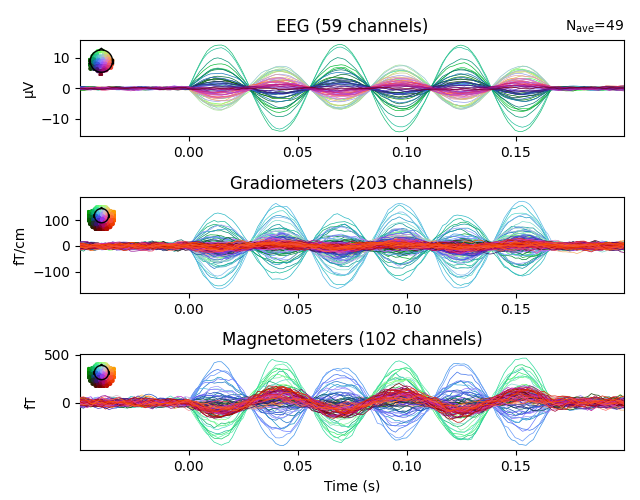 EEG (59 channels)
Nave=49
10
0
−10
µV
0.00 0.05 0.10 0.15
Gradiometers (203 channels)
100
0
−100
fT/cm
0.00 0.05 0.10 0.15
Magnetometers (102 channels)
500
0
fT
0.00 0.05 0.10 0.15
Time (s)